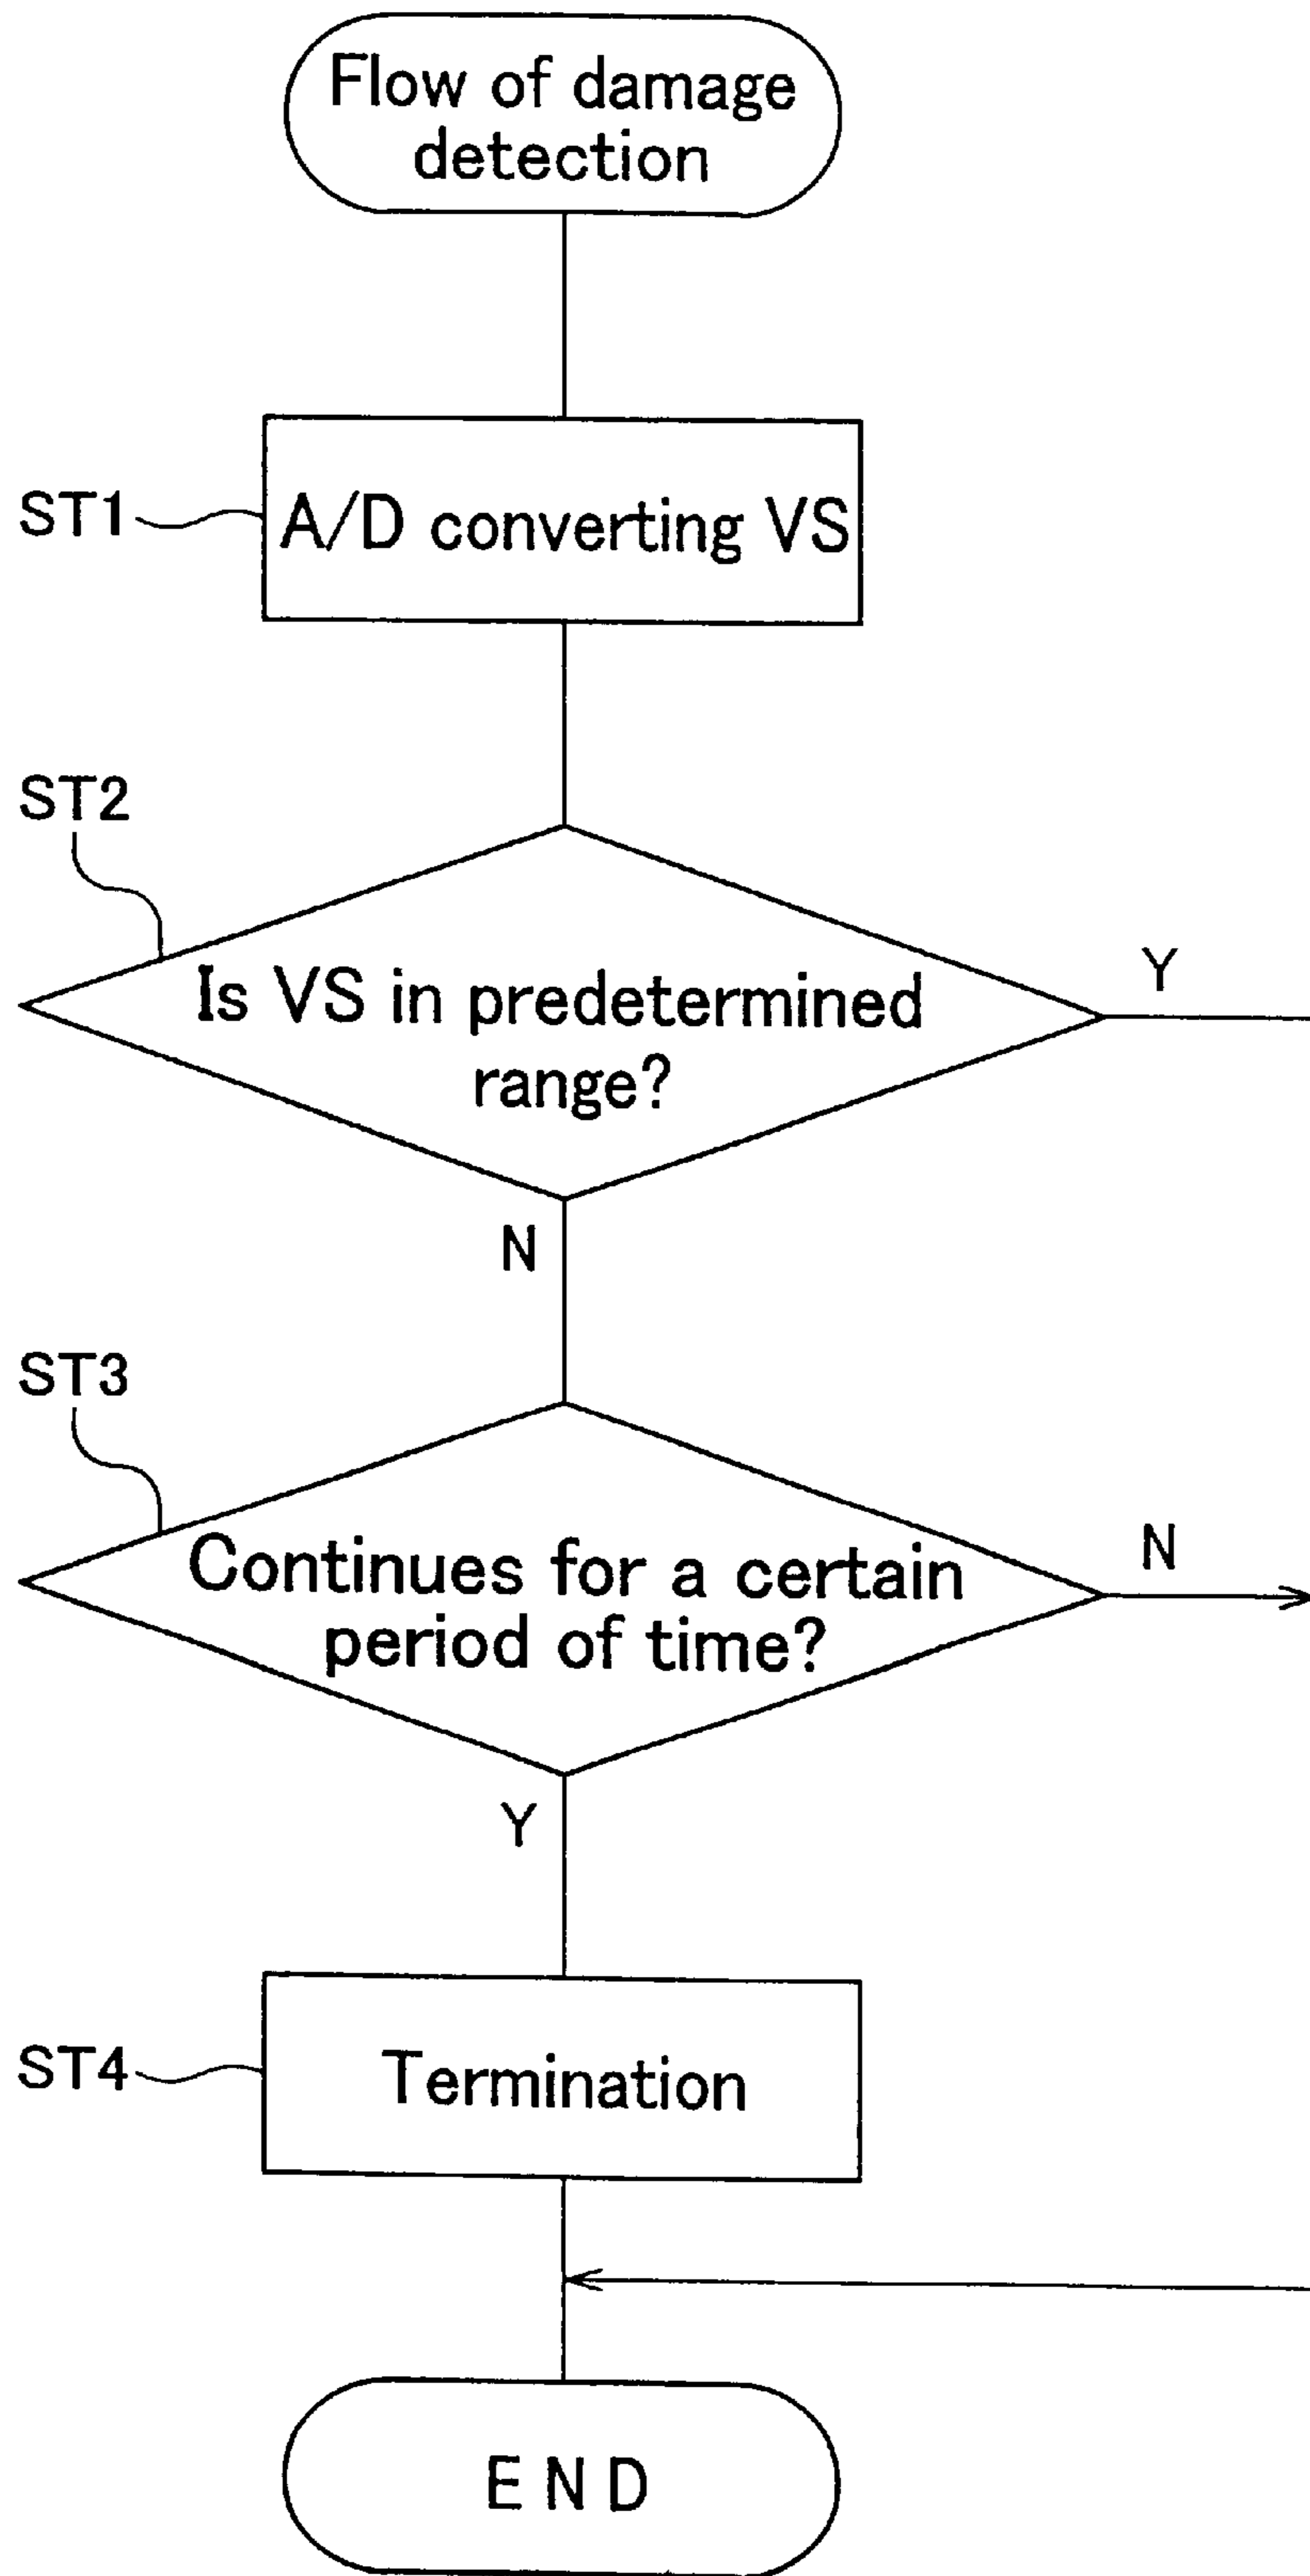 Flow of damage
detection
ST1
A/D converting VS
ST2
Is VS in predetermined
range?
Y
N
ST3
Continues for a certain
period of time?
N
Y
ST4
Termination
END